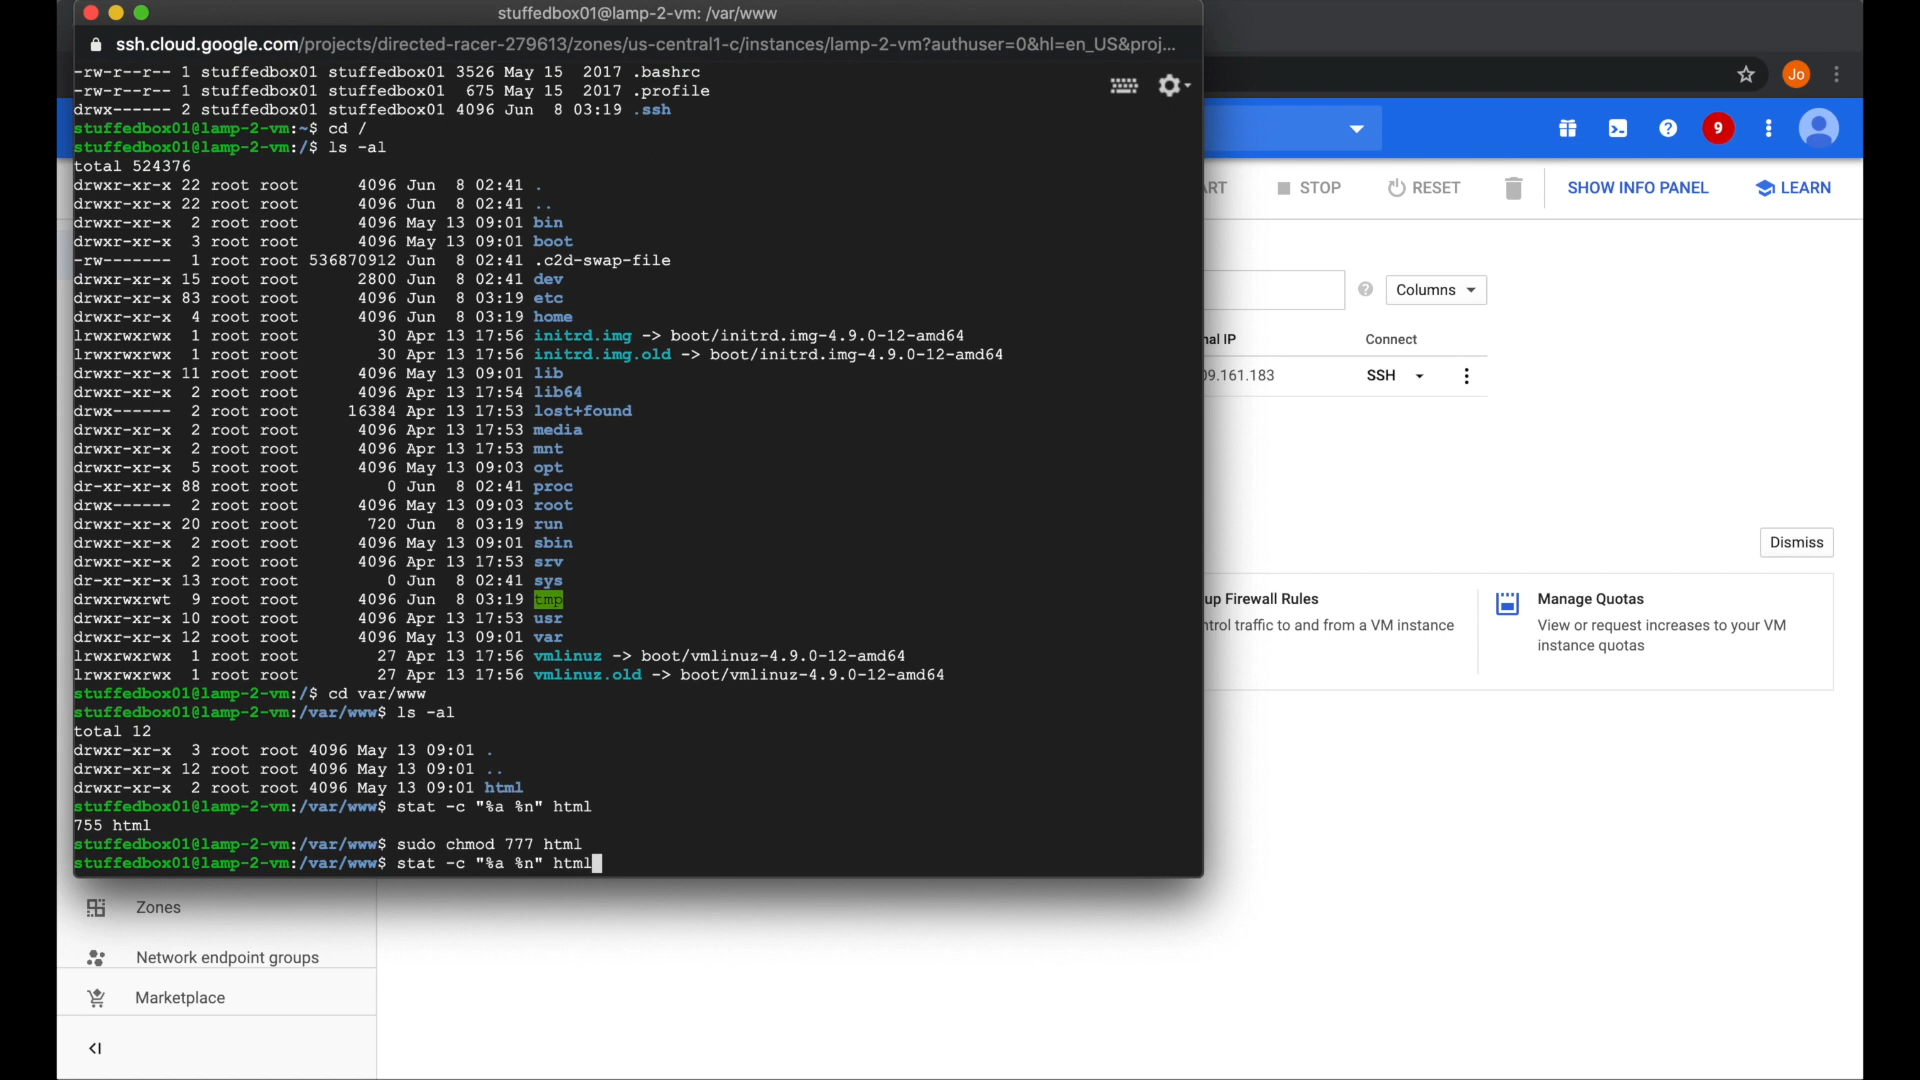 stuffedbox01@lamp-2-vm: /var/www
ssh.cloud.google.com/projects/directed-racer-279613/zones/us-central1-c/instances/lamp-2-vm?authuser=0&hl=en_US&proj...
-rw-r--r-- 1 stuffedbox01 stuffedbox01 3526 May 15  2017 .bashrc
-rw-r--r-- 1 stuffedbox01 stuffedbox01  675 May 15  2017 .profile
drwx------ 2 stuffedbox01 stuffedbox01 4096 Jun  8 03:19 .ssh
stuffedbox01@lamp-2-vm:~$ cd /
stuffedbox01@lamp-2-vm:/$ ls -al
total 524376
drwxr-xr-x 22 root root      4096 Jun  8 02:41 .
drwxr-xr-x 22 root root      4096 Jun  8 02:41 ..
drwxr-xr-x  2 root root      4096 May 13 09:01 bin
drwxr-xr-x  3 root root      4096 May 13 09:01 boot
-rw-------  1 root root 536870912 Jun  8 02:41 .c2d-swap-file
drwxr-xr-x 15 root root      2800 Jun  8 02:41 dev
drwxr-xr-x 83 root root      4096 Jun  8 03:19 etc
drwxr-xr-x  4 root root      4096 Jun  8 03:19 home
lrwxrwxrwx  1 root root        30 Apr 13 17:56 initrd.img -> boot/initrd.img-4.9.0-12-amd64
lrwxrwxrwx  1 root root        30 Apr 13 17:56 initrd.img.old -> boot/initrd.img-4.9.0-12-amd64
drwxr-xr-x 11 root root      4096 May 13 09:01 lib
drwxr-xr-x  2 root root      4096 Apr 13 17:54 lib64
drwx------  2 root root     16384 Apr 13 17:53 lost+found
drwxr-xr-x  2 root root      4096 Apr 13 17:53 media
drwxr-xr-x  2 root root      4096 Apr 13 17:53 mnt
drwxr-xr-x  5 root root      4096 May 13 09:03 opt
dr-xr-xr-x 88 root root         0 Jun  8 02:41 proc
drwx------  2 root root      4096 May 13 09:03 root
drwxr-xr-x 20 root root       720 Jun  8 03:19 run
drwxr-xr-x  2 root root      4096 May 13 09:01 sbin
drwxr-xr-x  2 root root      4096 Apr 13 17:53 srv
dr-xr-xr-x 13 root root         0 Jun  8 02:41 sys
drwxrwxrwt  9 root root      4096 Jun  8 03:19 tmp
drwxr-xr-x 10 root root      4096 Apr 13 17:53 usr
drwxr-xr-x 12 root root      4096 May 13 09:01 var
lrwxrwxrwx  1 root root        27 Apr 13 17:56 vmlinuz -> boot/vmlinuz-4.9.0-12-amd64
lrwxrwxrwx  1 root root        27 Apr 13 17:56 vmlinuz.old -> boot/vmlinuz-4.9.0-12-amd64
stuffedbox01@lamp-2-vm:/$ cd var/www
stuffedbox01@lamp-2-vm:/var/www$ ls -al
total 12
drwxr-xr-x  3 root root 4096 May 13 09:01 .
drwxr-xr-x 12 root root 4096 May 13 09:01 ..
drwxr-xr-x  2 root root 4096 May 13 09:01 html
stuffedbox01@lamp-2-vm:/var/www$ stat -c "%a %n" html
755 html
stuffedbox01@lamp-2-vm:/var/www$ sudo chmod 777 html
stuffedbox01@lamp-2-vm:/var/www$ stat -c "%a %n" html
Jo
9
STOP RESET SHOW INFO PANEL LEARN
Columns
IP Connect
09.161.183 SSH
Dismiss
up Firewall Rules
traffic to and from a VM instance
Manage Quotas
View or request increases to your VM
instance quotas
Zones
Network endpoint groups
Marketplace